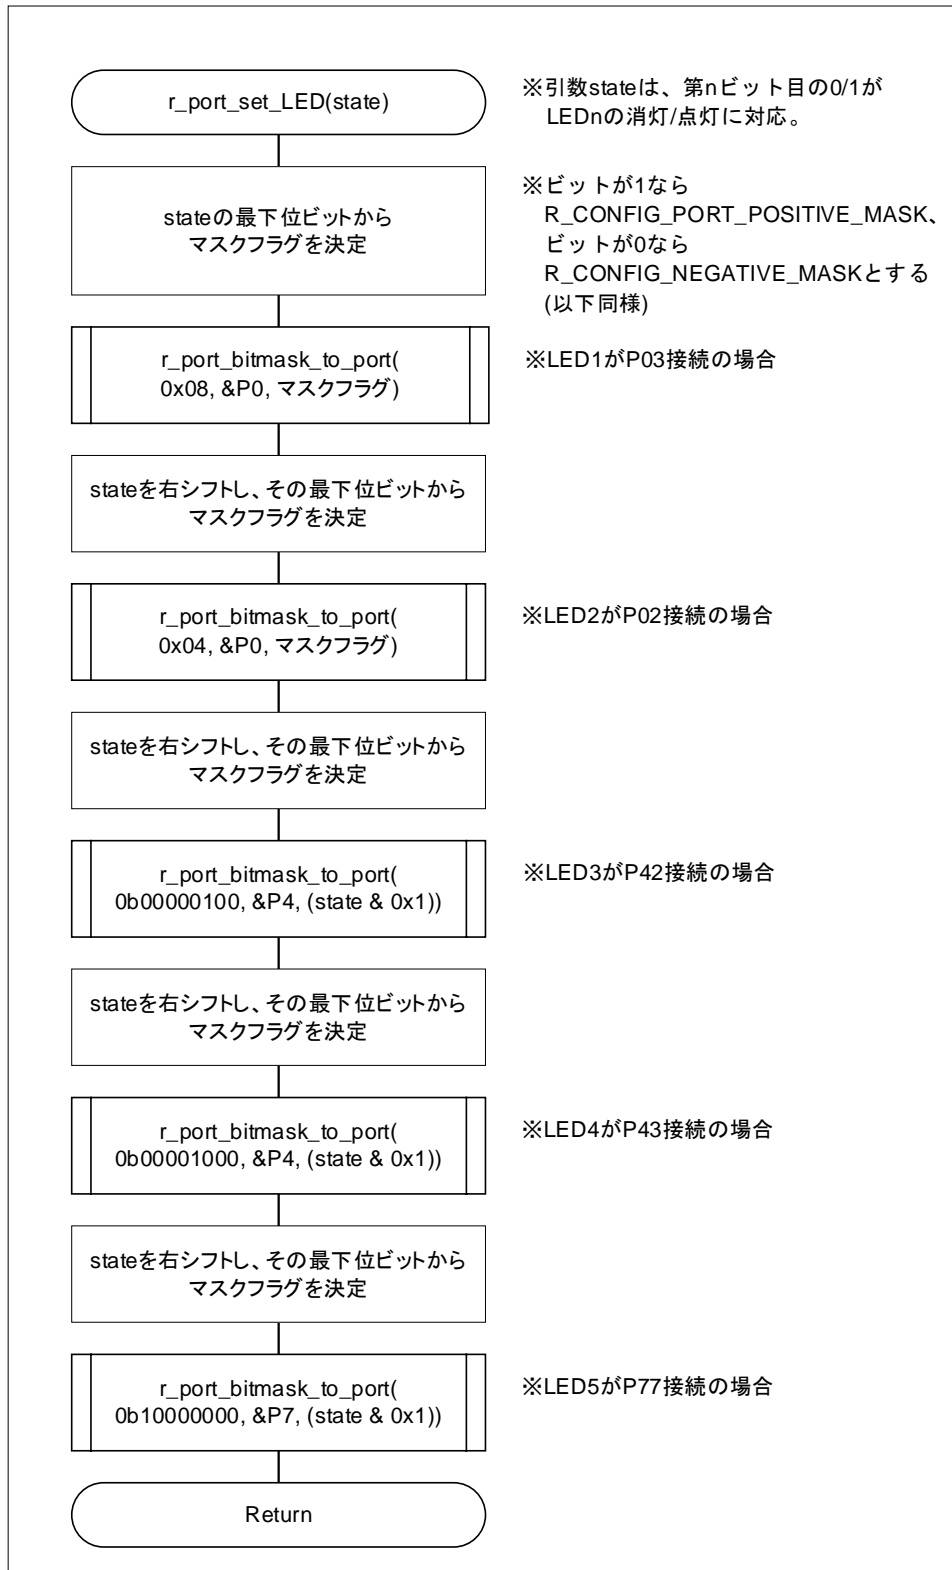 r_port_set_LED(state)
※引数stateは、第nビット目の0/1が
LEDnの消灯/点灯に対応。
stateの最下位ビットから
マスクフラグを決定
※ビットが1なら
R_CONFIG_PORT_POSITIVE_MASK、
ビットが0なら
R_CONFIG_NEGATIVE_MASKとする
(以下同様)
r_port_bitmask_to_port(
0x08, &P0, マスクフラグ)
※LED1がP03接続の場合
stateを右シフトし、その最下位ビットから
マスクフラグを決定
r_port_bitmask_to_port(
0x04, &P0, マスクフラグ)
※LED2がP02接続の場合
stateを右シフトし、その最下位ビットから
マスクフラグを決定
r_port_bitmask_to_port(
0b00000100, &P4, (state & 0x1))
※LED3がP42接続の場合
stateを右シフトし、その最下位ビットから
マスクフラグを決定
r_port_bitmask_to_port(
0b00001000, &P4, (state & 0x1))
※LED4がP43接続の場合
stateを右シフトし、その最下位ビットから
マスクフラグを決定
r_port_bitmask_to_port(
0b10000000, &P7, (state & 0x1))
※LED5がP77接続の場合
Return